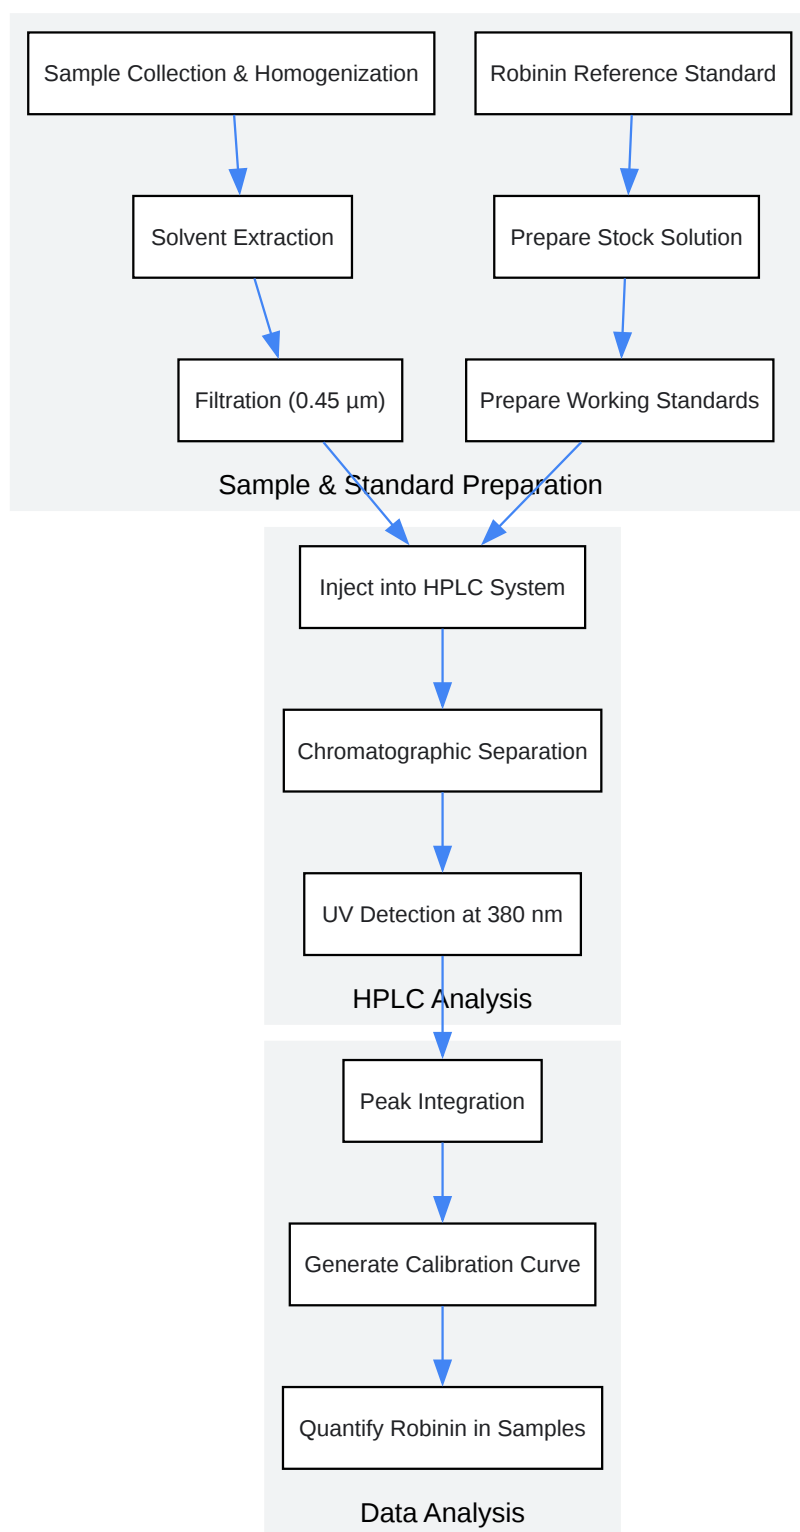 Sample Collection & Homogenization
Robinin Reference Standard
Solvent Extraction
Prepare Stock Solution
Filtration (0.45 µm)
Prepare Working Standards
Sample & Standard Preparation
Inject into HPLC System
Chromatographic Separation
UV Detection at 380 nm
HPLC Analysis
Peak Integration
Generate Calibration Curve
Quantify Robinin in Samples
Data Analysis